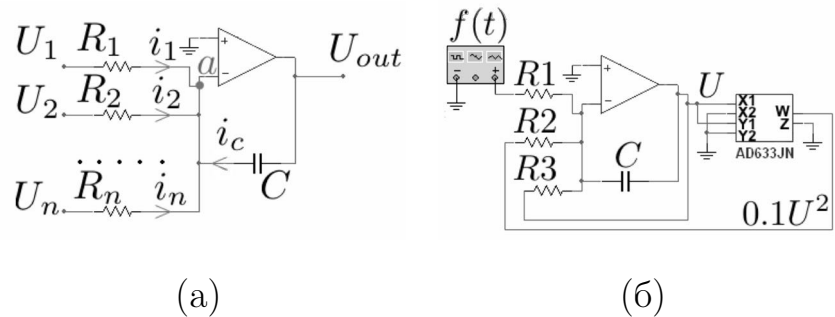 U₁ R₁ i₁ + a − Uout
U₂ R₂ i₂
ic
. . . . .
C
Uₙ Rₙ iₙ
f(t)
− +
R1 + − U
X1
X2 W
Y1 Z
Y2
AD633JN
R2
C
R3
0.1U²
(а) (б)